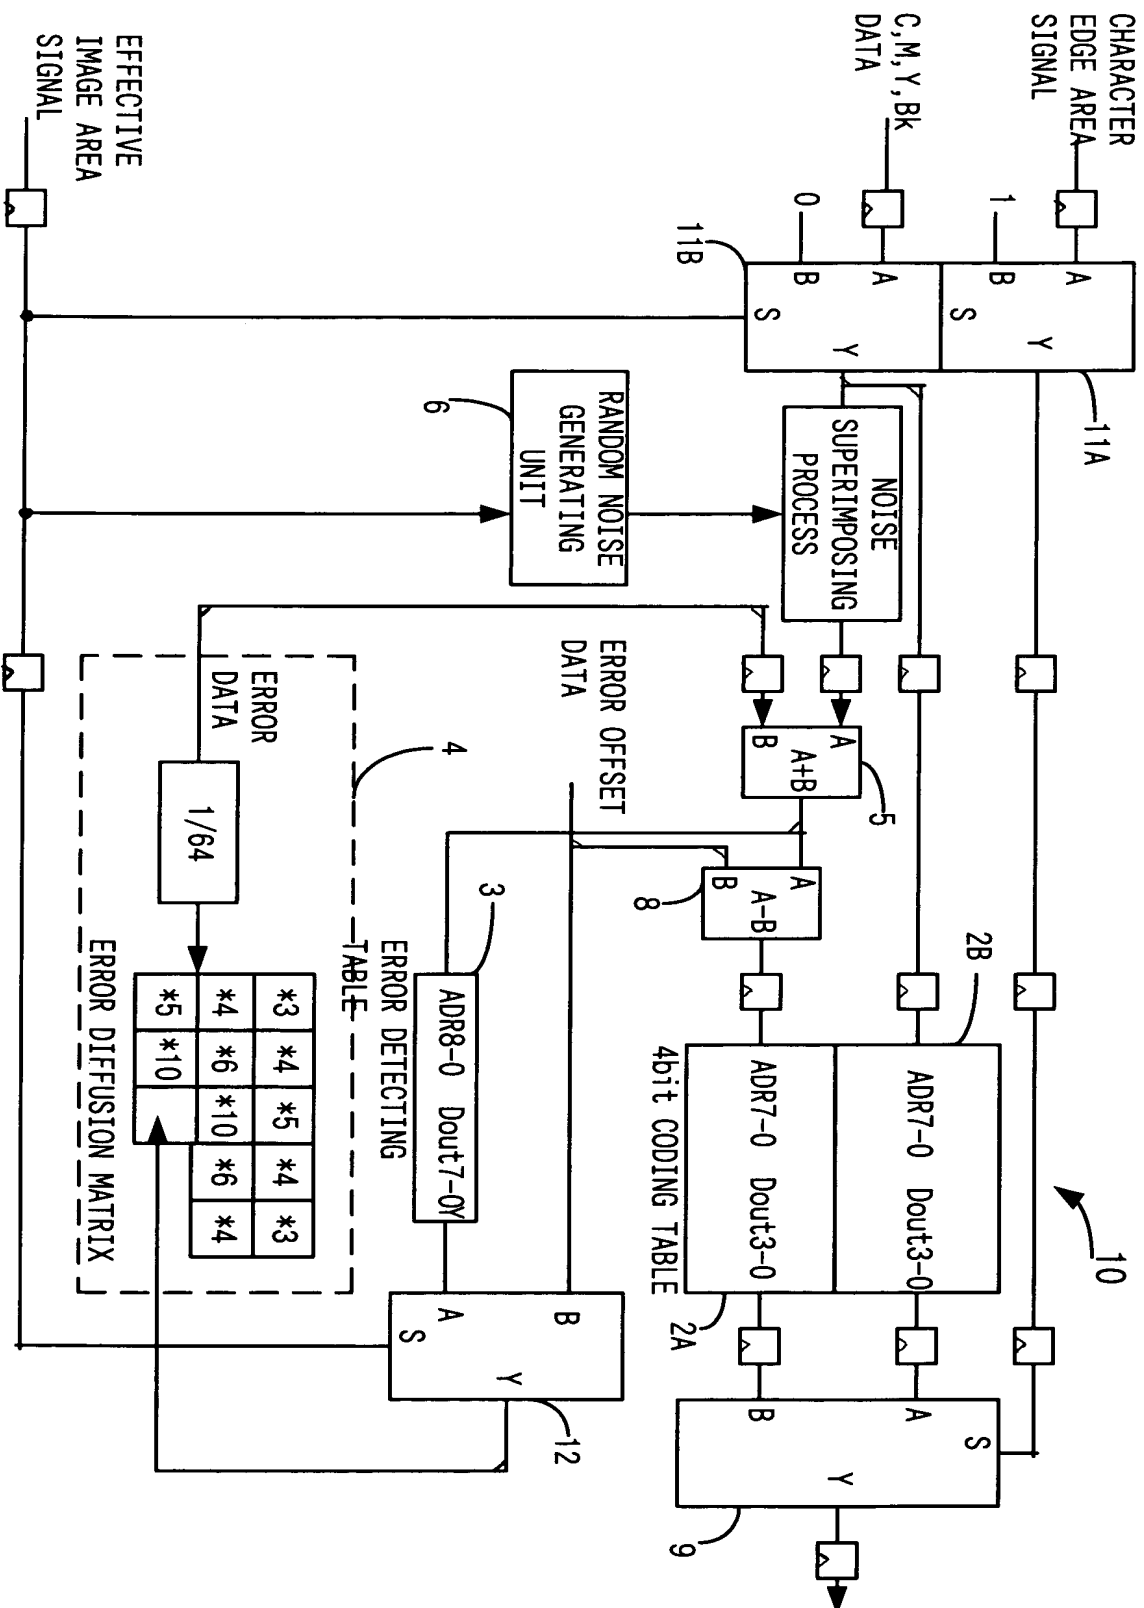 10
CHARACTER
EDGE AREA
SIGNAL
1
A
B
S
Y
11A
C,M,Y,Bk
DATA
0
A
B
S
Y
11B
NOISE
SUPERIMPOSING
PROCESS
RANDOM NOISE
GENERATING
UNIT
6
A
B
A+B
5
A
B
A-B
8
2B
ADR7-0 Dout3-0
ADR7-0 Dout3-0
4bit CODING TABLE
2A
S
A
B
Y
9
ERROR OFFSET
DATA
3
ADR8-0 Dout7-0Y
ERROR DETECTING
TABLE
B
A
S
Y
12
4
ERROR
DATA
1/64
*3 *4 *5 *4 *3
*4 *6 *10 *6 *4
*5 *10
ERROR DIFFUSION MATRIX
EFFECTIVE
IMAGE AREA
SIGNAL